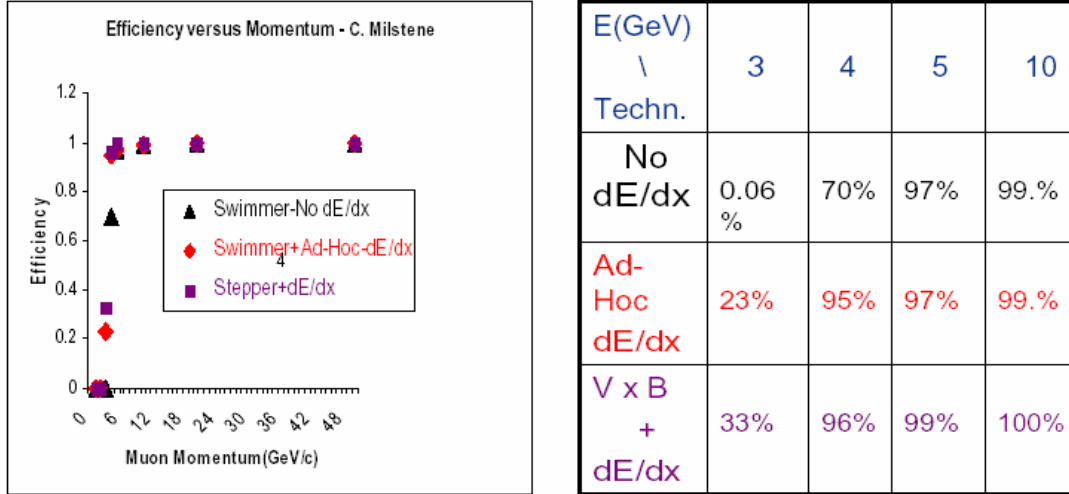 Efficiency versus Momentum - C. Milstene
1.2
1
0.8
0.6
0.4
0.2
0
Efficiency
Swimmer-No dE/dx
Swimmer+Ad-Hoc-dE/dx
4
Stepper+dE/dx
0 6 12 18 24 30 36 42 48
Muon Momentum(GeV/c)
E(GeV)
\ 3 4 5 10
Techn.
No
dE/dx 0.06 70% 97% 99.%
%
Ad-
Hoc 23% 95% 97% 99.%
dE/dx
V x B
+ 33% 96% 99% 100%
dE/dx